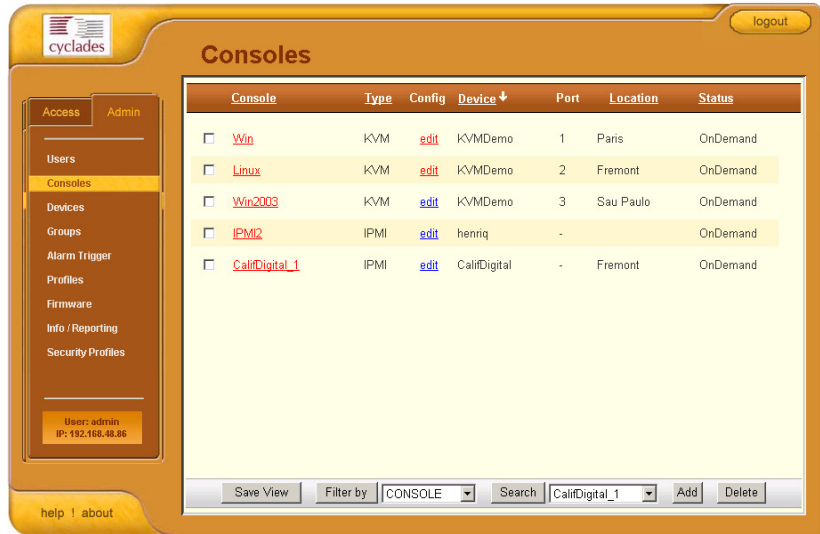 cyclades
logout
Consoles
Access Admin
Users
Consoles
Devices
Groups
Alarm Trigger
Profiles
Firmware
Info / Reporting
Security Profiles
User: admin
IP: 192.168.48.86
help ! about
Console Type Config Device Port Location Status
Win KVM edit KVMDemo 1 Paris OnDemand
Linux KVM edit KVMDemo 2 Fremont OnDemand
Win2003 KVM edit KVMDemo 3 Sau Paulo OnDemand
IPMI2 IPMI edit henriq - OnDemand
CalifDigital_1 IPMI edit CalifDigital - Fremont OnDemand
Save View Filter by CONSOLE Search CalifDigital_1 Add Delete